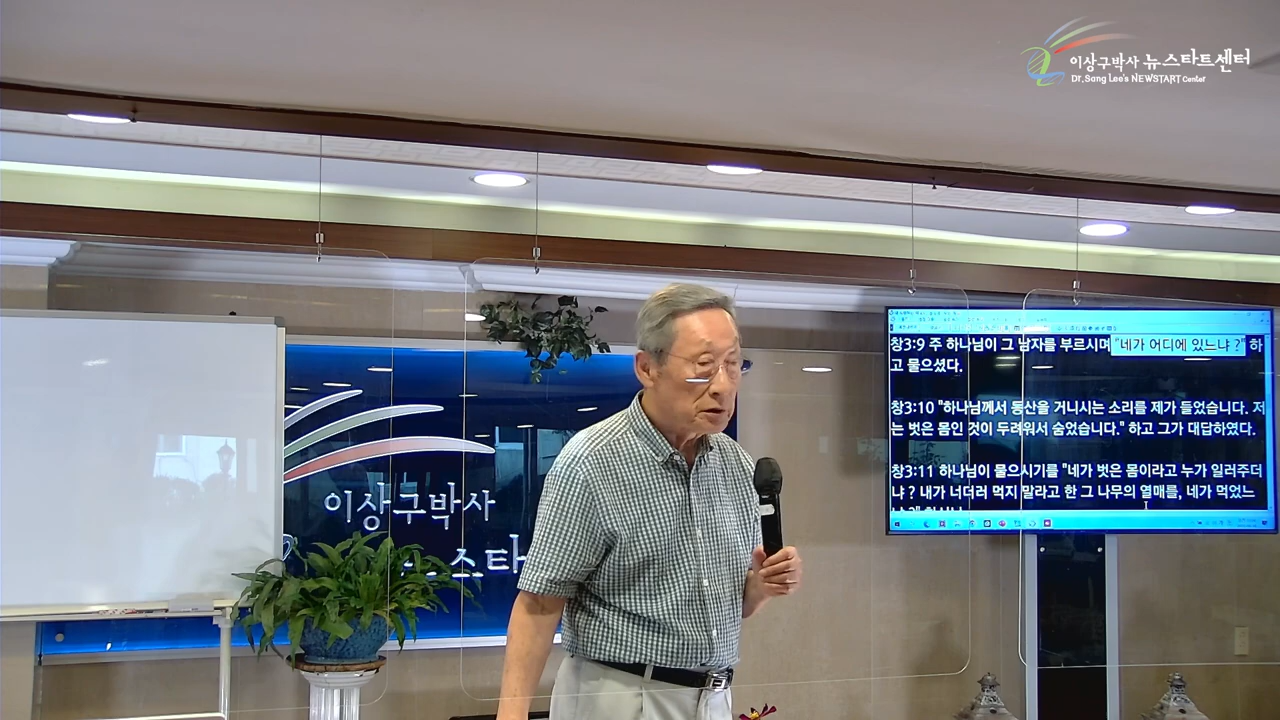 이상구박사 뉴스타트센터
Dr. Sang Lee's NEWSTART Center
창3:9 주 하나님이 그 남자를 부르시며 "네가 어디에 있느냐 ?" 하
고 물으셨다.
창3:10 "하나님께서 동산을 거니시는 소리를 제가 들었습니다. 저
는 벗은 몸인 것이 두려워서 숨었습니다." 하고 그가 대답하였다.
창3:11 하나님이 물으시기를 "네가 벗은 몸이라고 누가 일러주더
냐 ? 내가 너더러 먹지 말라고 한 그 나무의 열매를, 네가 먹었느
이상구박사
스타